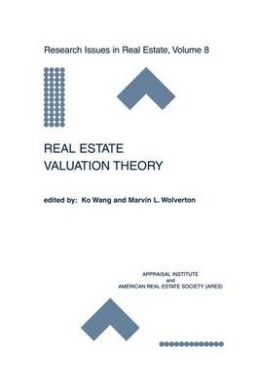 Research Issues in Real Estate, Volume 8
REAL ESTATE
VALUATION THEORY
edited by: Ko Wang and Marvin L. Wolverton
APPRAISAL INSTITUTE
and
AMERICAN REAL ESTATE SOCIETY (ARES)